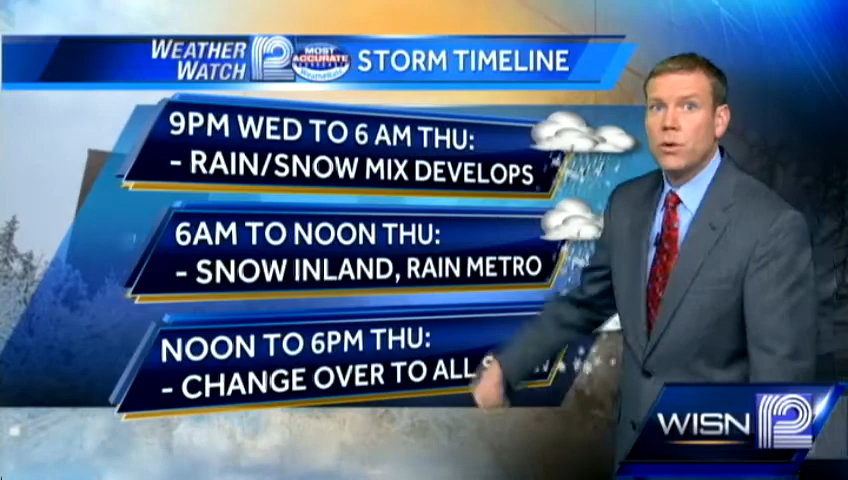 WEATHER WATCH 12
MOST ACCURATE
STORM TIMELINE
9PM WED TO 6 AM THU:
- RAIN/SNOW MIX DEVELOPS
6AM TO NOON THU:
- SNOW INLAND, RAIN METRO
NOON TO 6PM THU:
- CHANGE OVER TO ALL
WISN 12